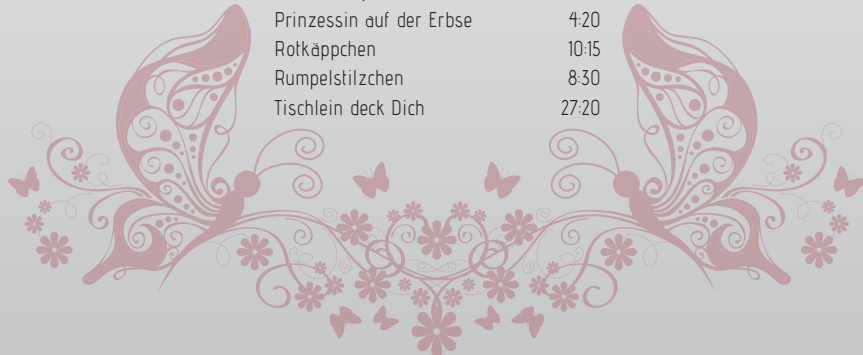 Prinzessin auf der Erbse 4:20
Rotkäppchen 10:15
Rumpelstilzchen 8:30
Tischlein deck Dich 27:20